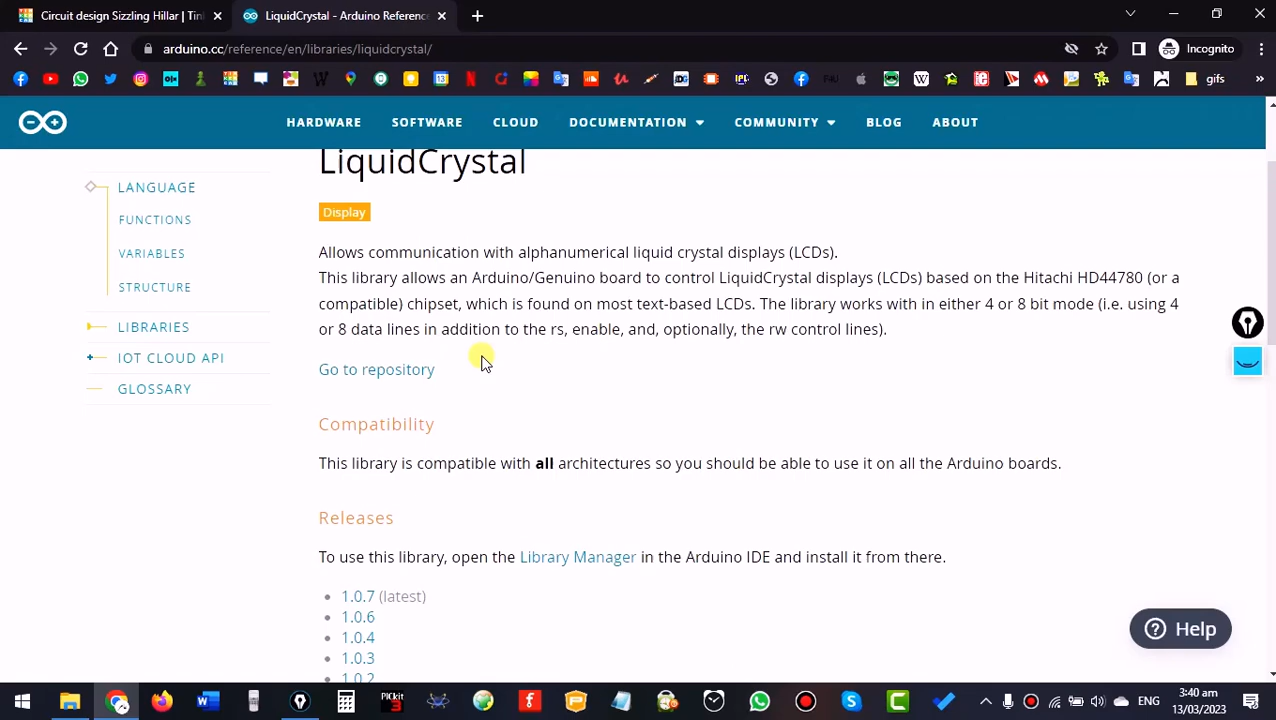 Circuit design Sizzling Hillar | Tin
LiquidCrystal - Arduino Reference
arduino.cc/reference/en/libraries/liquidcrystal/
Incognito
gifs
HARDWARE
SOFTWARE
CLOUD
DOCUMENTATION
COMMUNITY
BLOG
ABOUT
LANGUAGE
FUNCTIONS
VARIABLES
STRUCTURE
LIBRARIES
IOT CLOUD API
GLOSSARY
LiquidCrystal
Display
Allows communication with alphanumerical liquid crystal displays (LCDs).
This library allows an Arduino/Genuino board to control LiquidCrystal displays (LCDs) based on the Hitachi HD44780 (or a
compatible) chipset, which is found on most text-based LCDs. The library works with in either 4 or 8 bit mode (i.e. using 4
or 8 data lines in addition to the rs, enable, and, optionally, the rw control lines).
Go to repository
Compatibility
This library is compatible with all architectures so you should be able to use it on all the Arduino boards.
Releases
To use this library, open the Library Manager in the Arduino IDE and install it from there.
1.0.7 (latest)
1.0.6
1.0.4
1.0.3
1.0.2
Help
ENG
3:40 am
13/03/2023